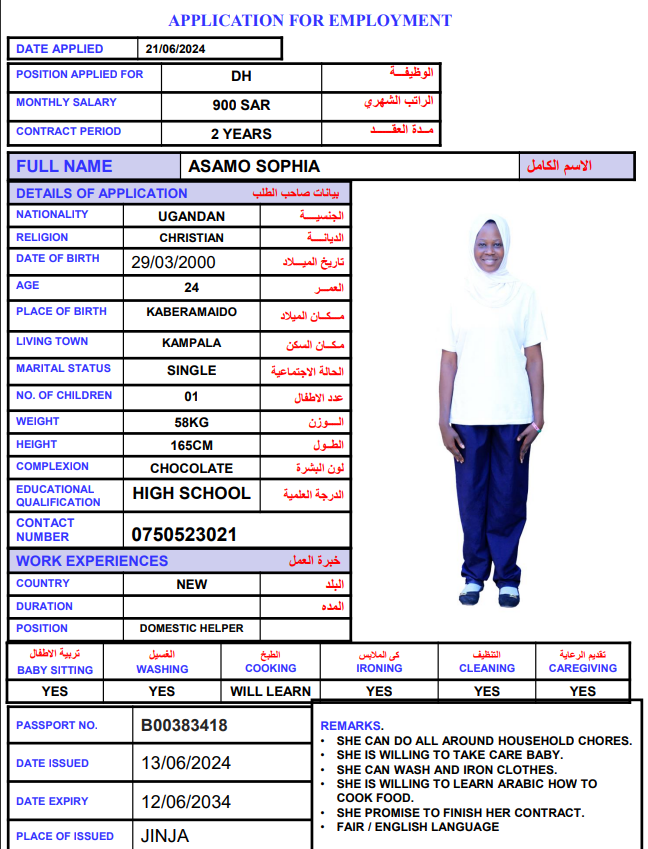 APPLICATION FOR EMPLOYMENT
DATE APPLIED 21/06/2024
POSITION APPLIED FOR DH الوظيفـــة
MONTHLY SALARY 900 SAR الراتب الشهري
CONTRACT PERIOD 2 YEARS مـدة العقـــد
FULL NAME ASAMO SOPHIA الاسم الكامل
DETAILS OF APPLICATION بيانات صاحب الطلب
NATIONALITY UGANDAN الجنسيـــة
RELIGION CHRISTIAN الديانـــة
DATE OF BIRTH 29/03/2000 تاريخ الميـــلاد
AGE 24 العمـــر
PLACE OF BIRTH KABERAMAIDO مـــكـان الميلاد
LIVING TOWN KAMPALA مـكـان السكن
MARITAL STATUS SINGLE الحالة الاجتماعية
NO. OF CHILDREN 01 عدد الاطفال
WEIGHT 58KG الـــوزن
HEIGHT 165CM الطـــول
COMPLEXION CHOCOLATE لون البشرة
EDUCATIONAL QUALIFICATION HIGH SCHOOL الدرجة العلمية
CONTACT NUMBER 0750523021
WORK EXPERIENCES خبرة العمل
COUNTRY NEW البلد
DURATION المده
POSITION DOMESTIC HELPER
تربية الاطفال الغسيل الطبخ كي الملابس التنظيف تقديم الرعاية
BABY SITTING WASHING COOKING IRONING CLEANING CAREGIVING
YES YES WILL LEARN YES YES YES
PASSPORT NO. B00383418
DATE ISSUED 13/06/2024
DATE EXPIRY 12/06/2034
PLACE OF ISSUED JINJA
REMARKS.
• SHE CAN DO ALL AROUND HOUSEHOLD CHORES.
• SHE IS WILLING TO TAKE CARE BABY.
• SHE CAN WASH AND IRON CLOTHES.
• SHE IS WILLING TO LEARN ARABIC HOW TO
COOK FOOD.
• SHE PROMISE TO FINISH HER CONTRACT.
• FAIR / ENGLISH LANGUAGE